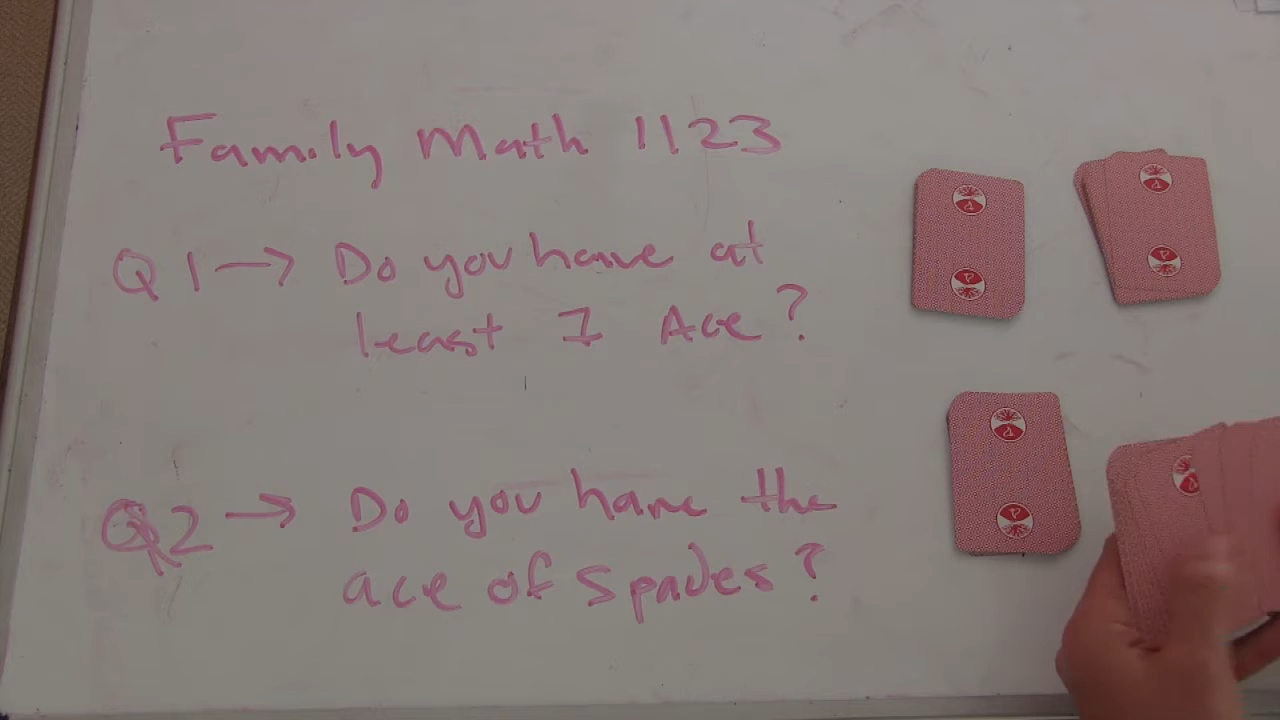 Family Math 1123
Q1→ Do you have at
least 1 Ace?
Q2→ Do you have the
ace of spades?